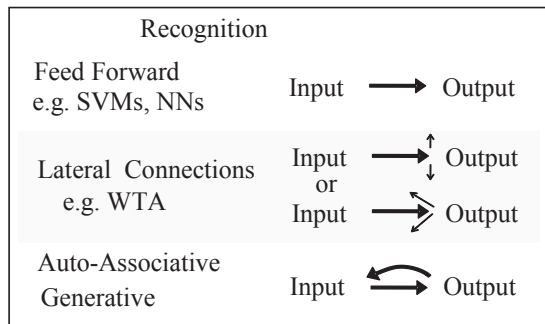 Recognition
Feed Forward
e.g. SVMs, NNs
Input Output
Lateral Connections
e.g. WTA
Input Output
or
Input Output
Auto-Associative
Generative
Input Output